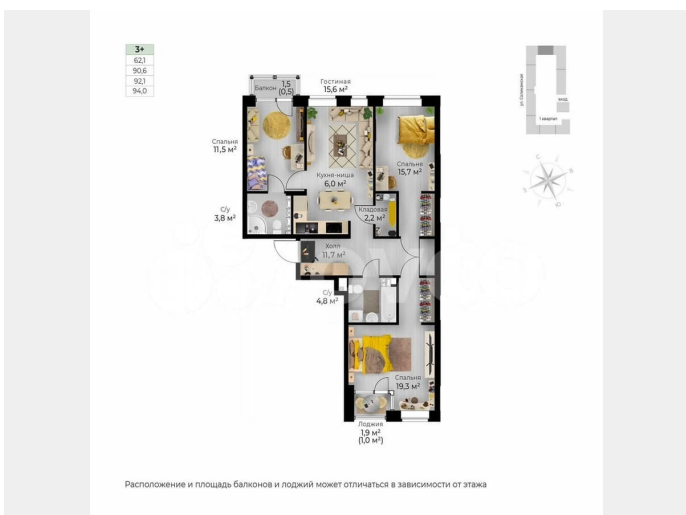 3+
62,1
90,6
92,1
94,0
Балкон
1,5
(0,5)
Гостиная
15,6 м²
Спальня
11,5 м²
Кухня-ниша
6,0 м²
Спальня
15,7 м²
С/у
3,8 м²
Кладовая
2,2 м²
Холл
11,7 м²
С/у
4,8 м²
Спальня
19,3 м²
Лоджия
1,9 м²
(1,0 м²)
вход
1 квартал
С
В
Ю
З
Расположение и площадь балконов и лоджий может отличаться в зависимости от этажа